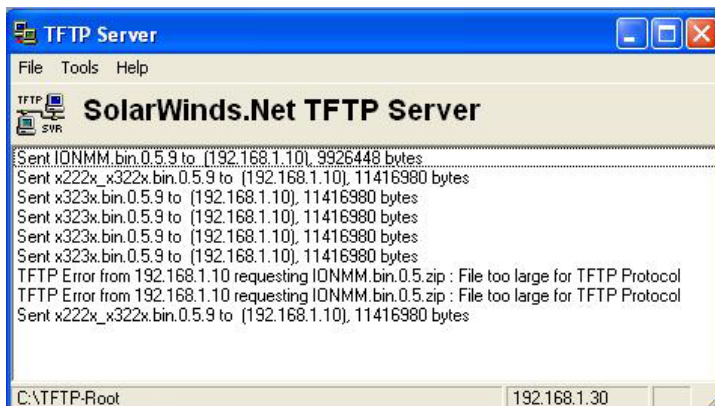 TFTP Server
File Tools Help
TFTP
SVR
SolarWinds.Net TFTP Server
Sent IONMM.bin.0.5.9 to (192.168.1.10), 9926448 bytes
Sent x222x_x322x.bin.0.5.9 to (192.168.1.10), 11416980 bytes
Sent x323x.bin.0.5.9 to (192.168.1.10), 11416980 bytes
Sent x323x.bin.0.5.9 to (192.168.1.10), 11416980 bytes
Sent x323x.bin.0.5.9 to (192.168.1.10), 11416980 bytes
Sent x323x.bin.0.5.9 to (192.168.1.10), 11416980 bytes
TFTP Error from 192.168.1.10 requesting IONMM.bin.0.5.zip : File too large for TFTP Protocol
TFTP Error from 192.168.1.10 requesting IONMM.bin.0.5.zip : File too large for TFTP Protocol
Sent x222x_x322x.bin.0.5.9 to (192.168.1.10), 11416980 bytes
C:\TFTP-Root 192.168.1.30